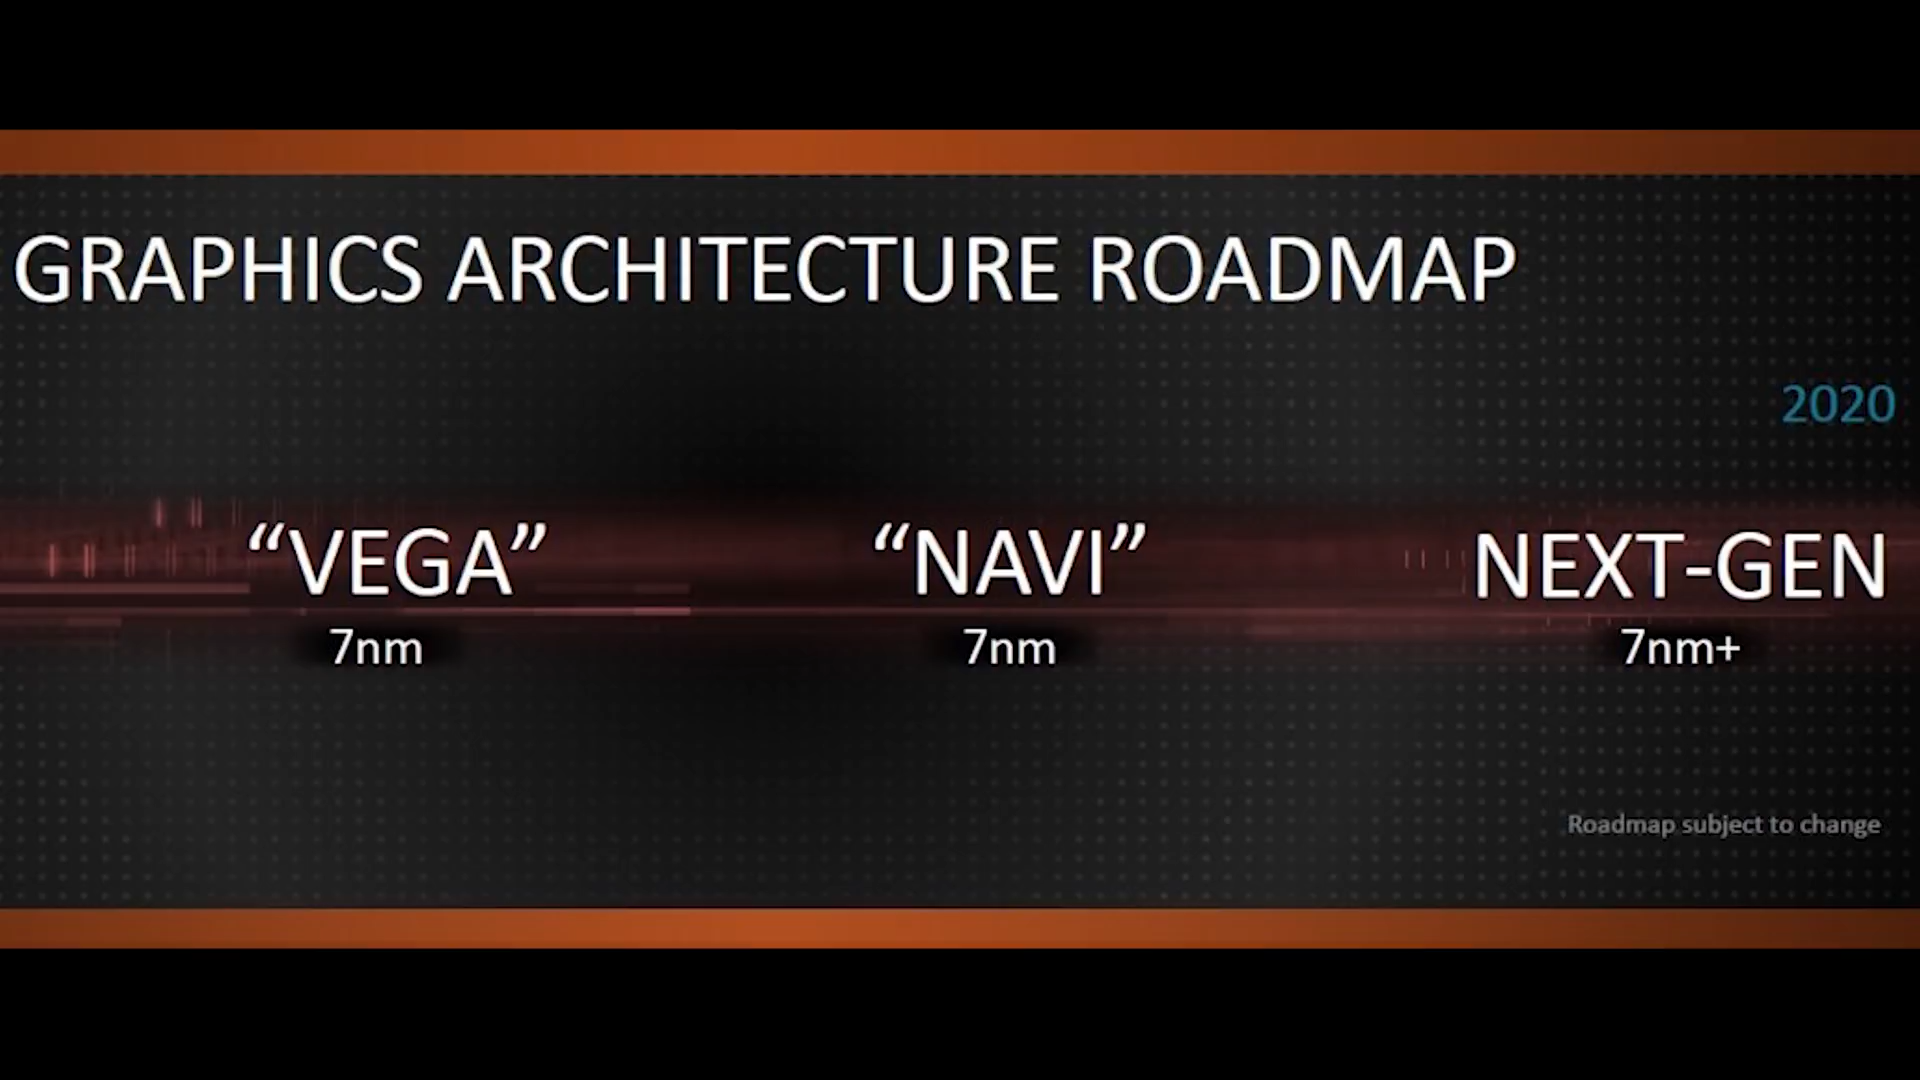 GRAPHICS ARCHITECTURE ROADMAP
2020
“VEGA”
7nm
“NAVI”
7nm
NEXT-GEN
7nm+
Roadmap subject to change